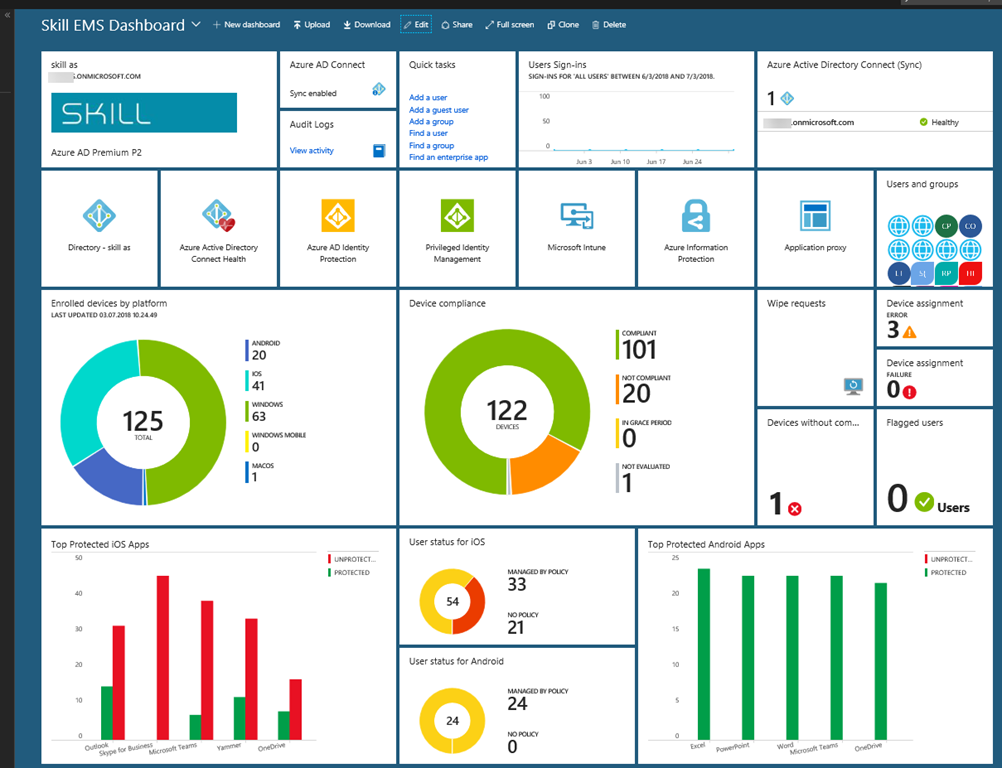 Skill EMS Dashboard
New dashboard
Upload
Download
Edit
Share
Full screen
Clone
Delete
skill as
.ONMICROSOFT.COM
SKILL
Azure AD Premium P2
Azure AD Connect
Sync enabled
Audit Logs
View activity
Quick tasks
Add a user
Add a guest user
Add a group
Find a user
Find a group
Find an enterprise app
Users Sign-ins
SIGN-INS FOR 'ALL USERS' BETWEEN 6/3/2018 AND 7/3/2018.
100
50
0
Jun 3
Jun 10
Jun 17
Jun 24
Azure Active Directory Connect (Sync)
1
.onmicrosoft.com
Healthy
Directory - skill as
Azure Active Directory
Connect Health
Azure AD Identity
Protection
Privileged Identity
Management
Microsoft Intune
Azure Information
Protection
Application proxy
Users and groups
CP
CO
LT
RP
Enrolled devices by platform
LAST UPDATED 03.07.2018 10.24.49
125
TOTAL
ANDROID
20
IOS
41
WINDOWS
63
WINDOWS MOBILE
0
MACOS
1
Device compliance
122
DEVICES
COMPLIANT
101
NOT COMPLIANT
20
IN GRACE PERIOD
0
NOT EVALUATED
1
Wipe requests
Device assignment
ERROR
3
Device assignment
FAILURE
0
Devices without com...
1
Flagged users
0 Users
Top Protected iOS Apps
50
40
30
20
10
0
Outlook
Skype for Business
Microsoft Teams
Yammer
OneDrive
UNPROTECT...
PROTECTED
User status for iOS
54
MANAGED BY POLICY
33
NO POLICY
21
User status for Android
24
MANAGED BY POLICY
24
NO POLICY
0
Top Protected Android Apps
25
20
15
10
5
0
Excel
PowerPoint
Word
Microsoft Teams
OneDrive
UNPROTECT...
PROTECTED